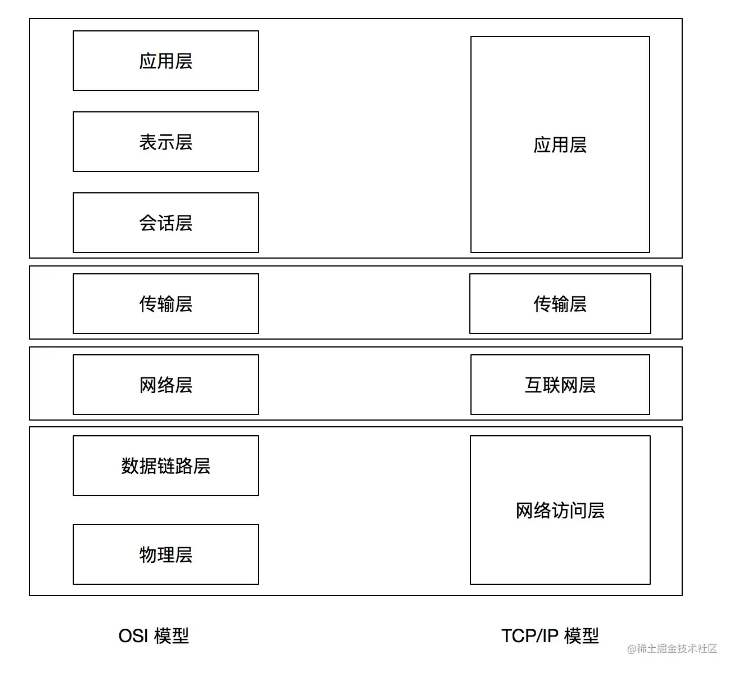 应用层
表示层
会话层
应用层
传输层
传输层
网络层
互联网层
数据链路层
物理层
网络访问层
OSI 模型
TCP/IP 模型
@稀土掘金技术社区